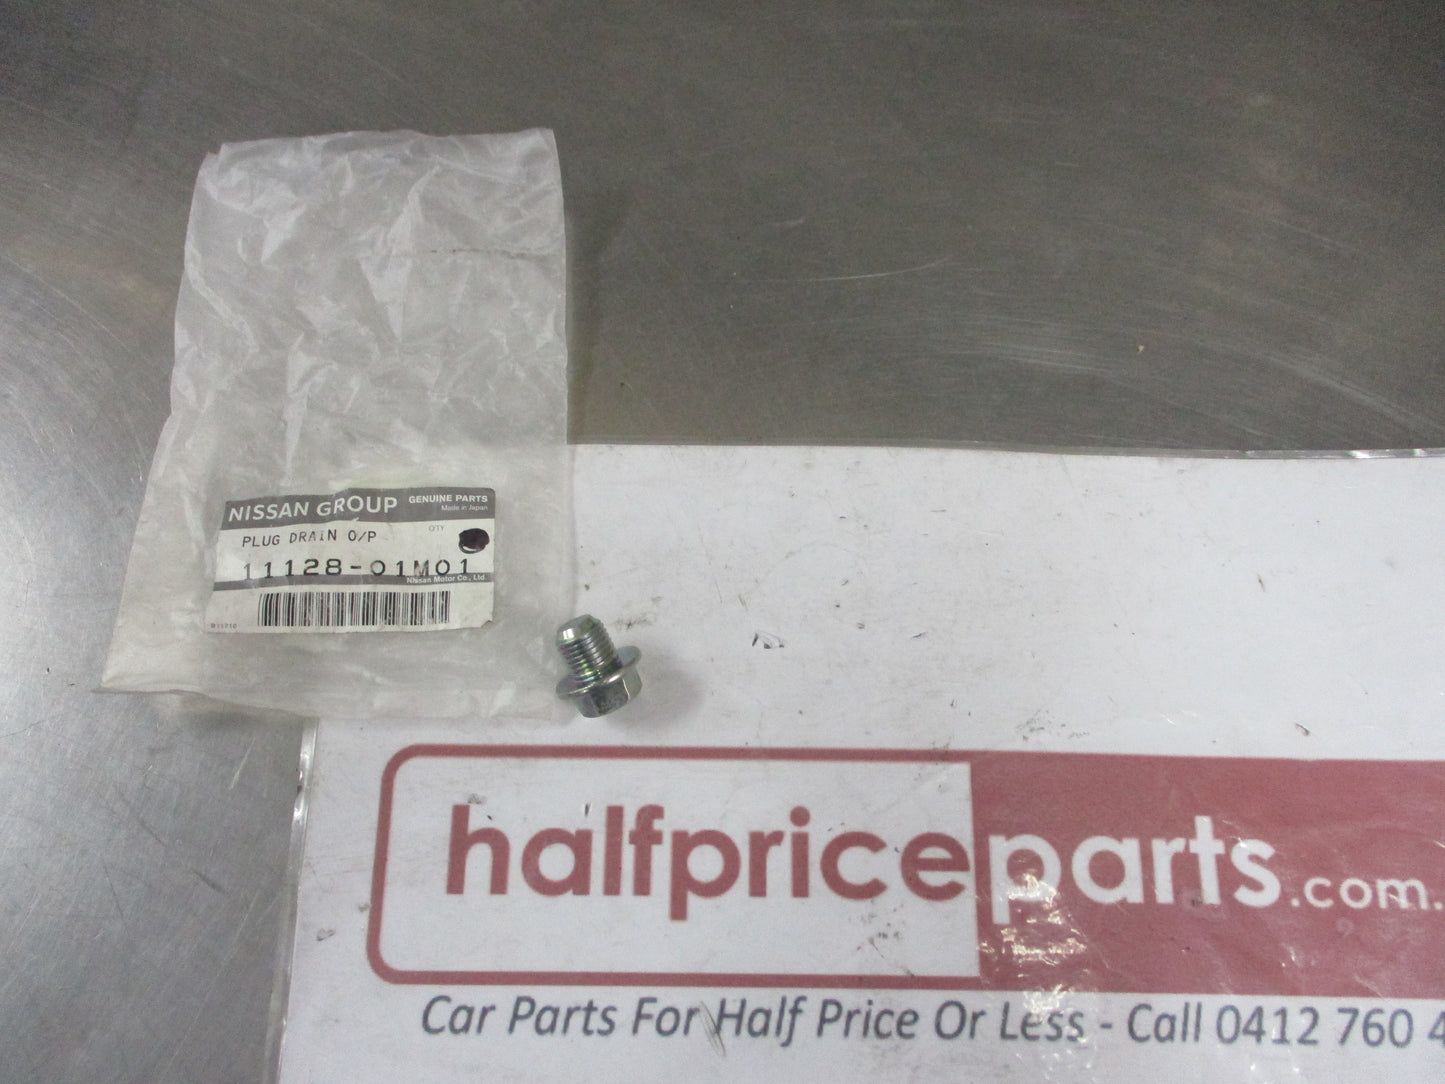 NISSAN GROUP GENUINE PARTS
Made in Japan
PLUG DRAIN O/P Q'TY
11128-01M01
Nissan Motor Co., Ltd.
halfpriceparts.com.
Car Parts For Half Price Or Less - Call 0412 760 4